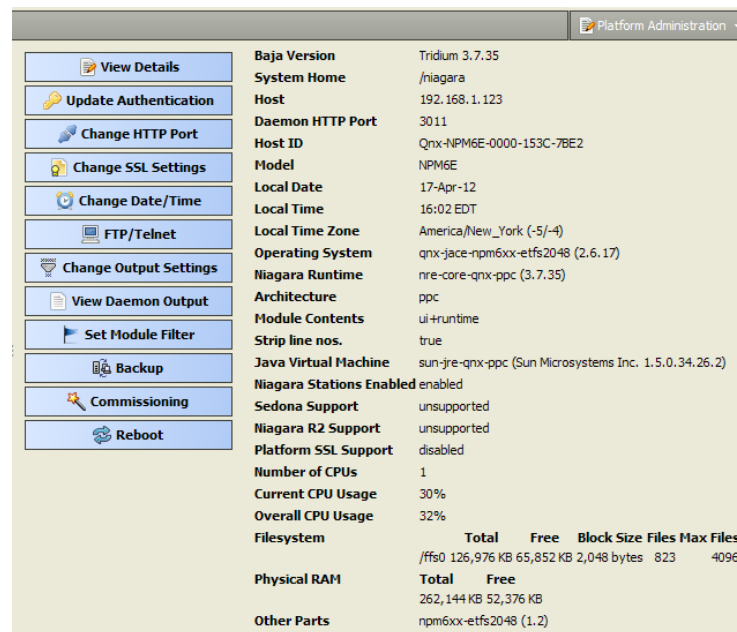 Platform Administration
View Details
Update Authentication
Change HTTP Port
Change SSL Settings
Change Date/Time
FTP/Telnet
Change Output Settings
View Daemon Output
Set Module Filter
Backup
Commissioning
Reboot
Baja Version Tridium 3.7.35
System Home /niagara
Host 192.168.1.123
Daemon HTTP Port 3011
Host ID Qnx-NPM6E-0000-153C-7BE2
Model NPM6E
Local Date 17-Apr-12
Local Time 16:02 EDT
Local Time Zone America/New_York (-5/-4)
Operating System qnx-jace-npm6xx-etfs2048 (2.6.17)
Niagara Runtime nre-core-qnx-ppc (3.7.35)
Architecture ppc
Module Contents ui+runtime
Strip line nos. true
Java Virtual Machine sun-jre-qnx-ppc (Sun Microsystems Inc. 1.5.0.34.26.2)
Niagara Stations Enabled enabled
Sedona Support unsupported
Niagara R2 Support unsupported
Platform SSL Support disabled
Number of CPUs 1
Current CPU Usage 30%
Overall CPU Usage 32%
Filesystem Total Free Block Size Files Max Files
/ffs0 126,976 KB 65,852 KB 2,048 bytes 823 4096
Physical RAM Total Free
262,144 KB 52,376 KB
Other Parts npm6xx-etfs2048 (1.2)